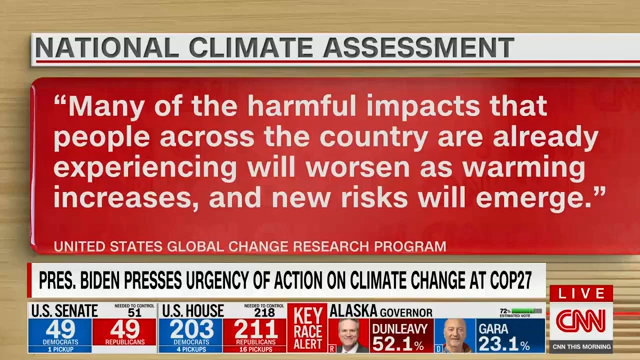 NATIONAL CLIMATE ASSESSMENT
“Many of the harmful impacts that
people across the country are already
experiencing will worsen as warming
increases, and new risks will emerge.”
UNITED STATES GLOBAL CHANGE RESEARCH PROGRAM
PRES. BIDEN PRESSES URGENCY OF ACTION ON CLIMATE CHANGE AT COP27
LIVE
CNN
CNN THIS MORNING
U.S. SENATE NEEDED TO CONTROL 51
49 DEMOCRATS 1 PICKUP
49 REPUBLICANS
U.S. HOUSE NEEDED TO CONTROL 218
203 DEMOCRATS 4 PICKUPS
211 REPUBLICANS 16 PICKUPS
KEY RACE ALERT
ALASKA GOVERNOR
72% ESTIMATED VOTE
R DUNLEAVY 52.1%
D GARA 23.1%